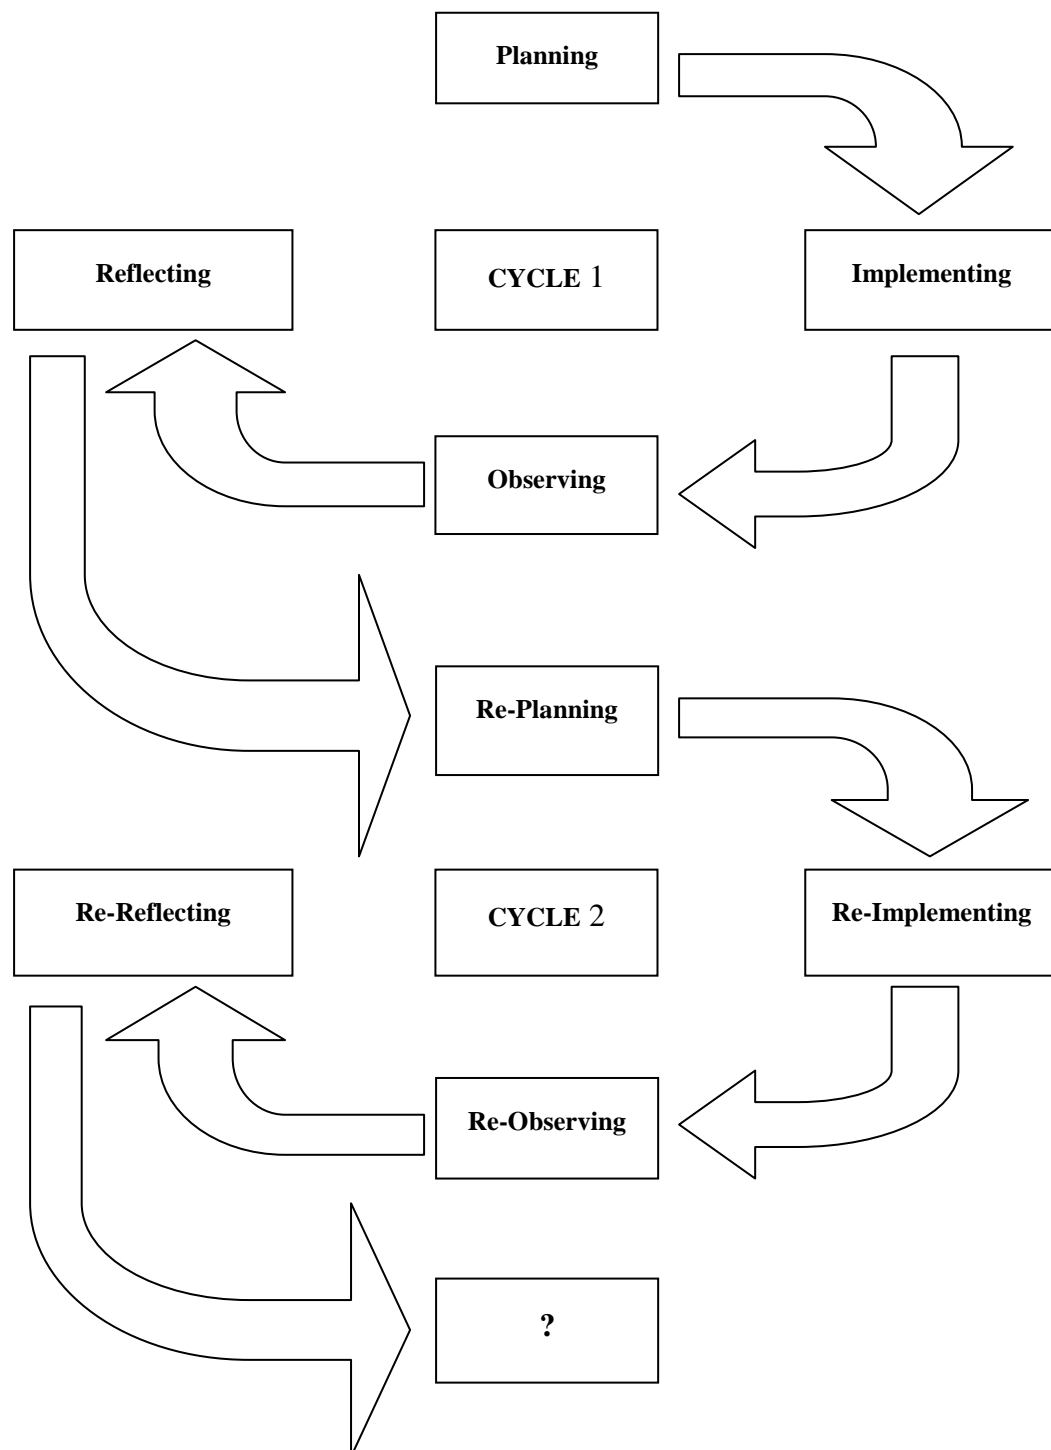 Planning
Reflecting
CYCLE 1
Implementing
Observing
Re-Planning
Re-Reflecting
CYCLE 2
Re-Implementing
Re-Observing
?